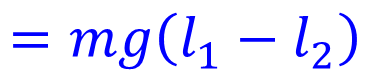 = mg(l₁ − l₂)